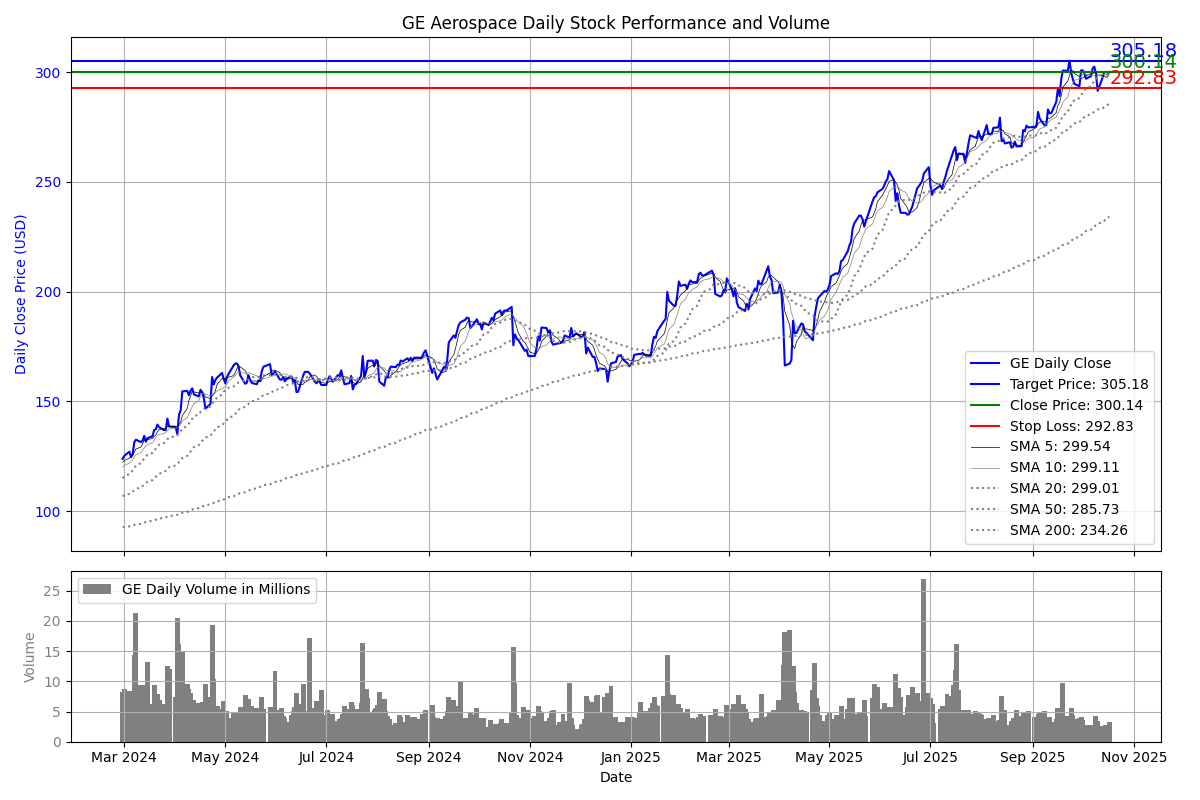 GE Aerospace Daily Stock Performance and Volume
305.18
300.14
292.83
300
250
200
150
100
Daily Close Price (USD)
GE Daily Close
Target Price: 305.18
Close Price: 300.14
Stop Loss: 292.83
SMA 5: 299.54
SMA 10: 299.11
SMA 20: 299.01
SMA 50: 285.73
SMA 200: 234.26
GE Daily Volume in Millions
25
20
15
10
5
0
Volume
Mar 2024 May 2024 Jul 2024 Sep 2024 Nov 2024 Jan 2025 Mar 2025 May 2025 Jul 2025 Sep 2025 Nov 2025
Date